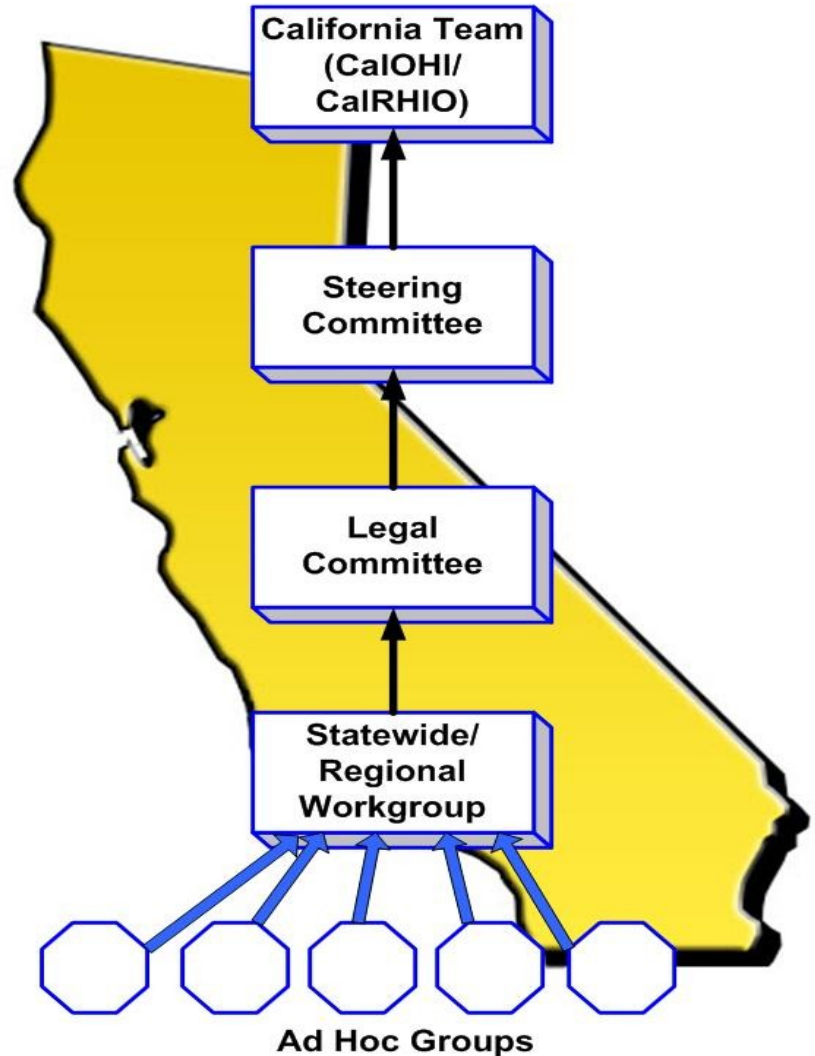 California Team
(CalOHI/
CalRHIO)
Steering
Committee
Legal
Committee
Statewide/
Regional
Workgroup
Ad Hoc Groups